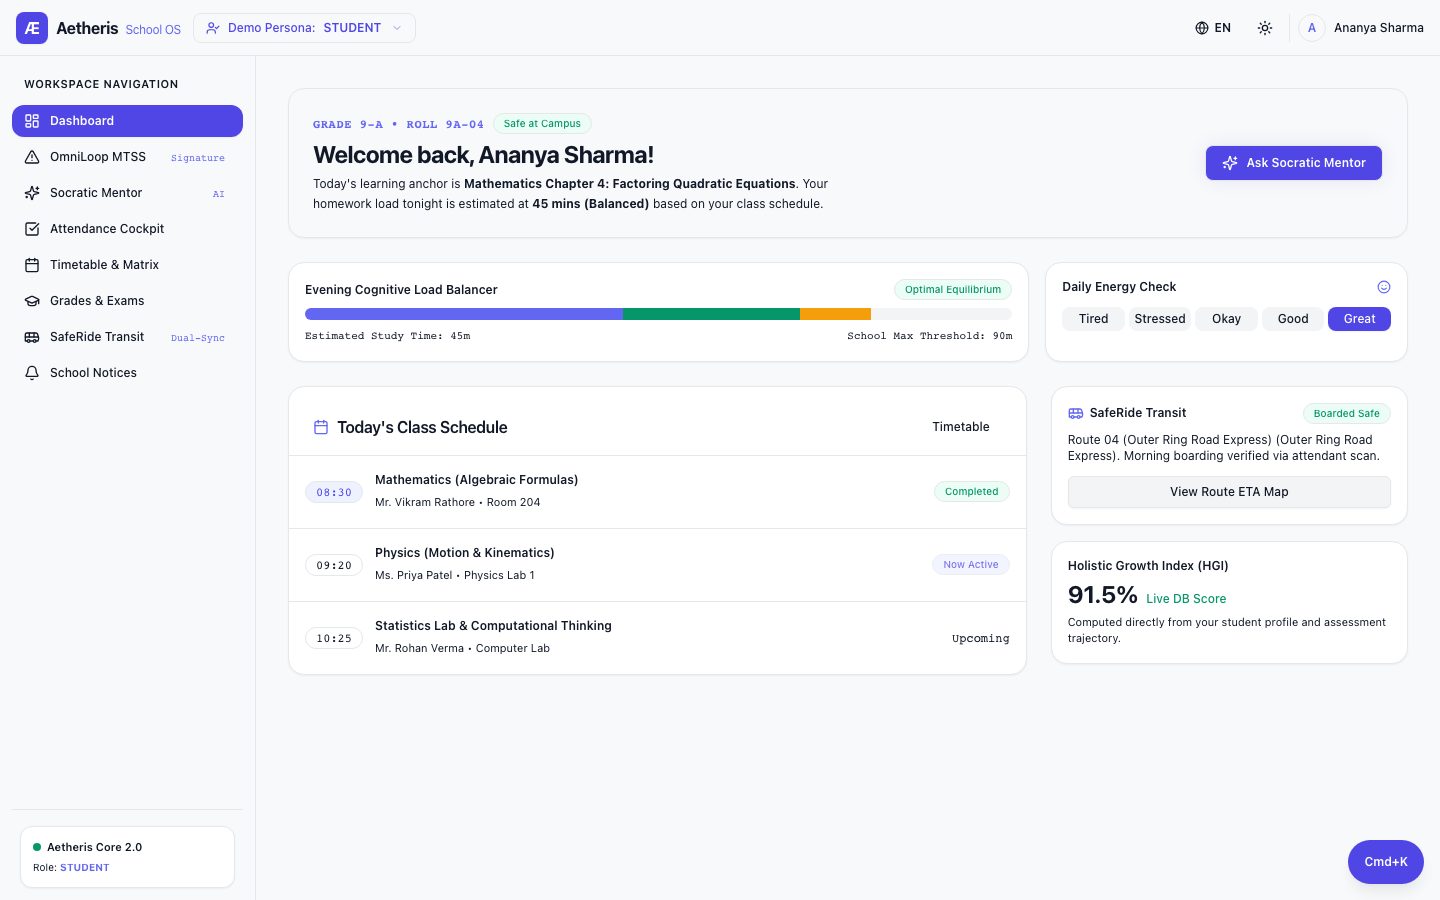 Æ Aetheris School OS
Demo Persona: STUDENT
EN
A Ananya Sharma
WORKSPACE NAVIGATION
Dashboard
OmniLoop MTSS Signature
Socratic Mentor AI
Attendance Cockpit
Timetable & Matrix
Grades & Exams
SafeRide Transit Dual-Sync
School Notices
Aetheris Core 2.0
Role: STUDENT
GRADE 9-A • ROLL 9A-04 Safe at Campus
Welcome back, Ananya Sharma!
Today's learning anchor is Mathematics Chapter 4: Factoring Quadratic Equations. Your
homework load tonight is estimated at 45 mins (Balanced) based on your class schedule.
Ask Socratic Mentor
Evening Cognitive Load Balancer Optimal Equilibrium
Estimated Study Time: 45m School Max Threshold: 90m
Daily Energy Check
Tired Stressed Okay Good Great
Today's Class Schedule Timetable
08:30 Mathematics (Algebraic Formulas)
Mr. Vikram Rathore • Room 204
Completed
09:20 Physics (Motion & Kinematics)
Ms. Priya Patel • Physics Lab 1
Now Active
10:25 Statistics Lab & Computational Thinking
Mr. Rohan Verma • Computer Lab
Upcoming
SafeRide Transit Boarded Safe
Route 04 (Outer Ring Road Express) (Outer Ring Road
Express). Morning boarding verified via attendant scan.
View Route ETA Map
Holistic Growth Index (HGI)
91.5% Live DB Score
Computed directly from your student profile and assessment
trajectory.
Cmd+K